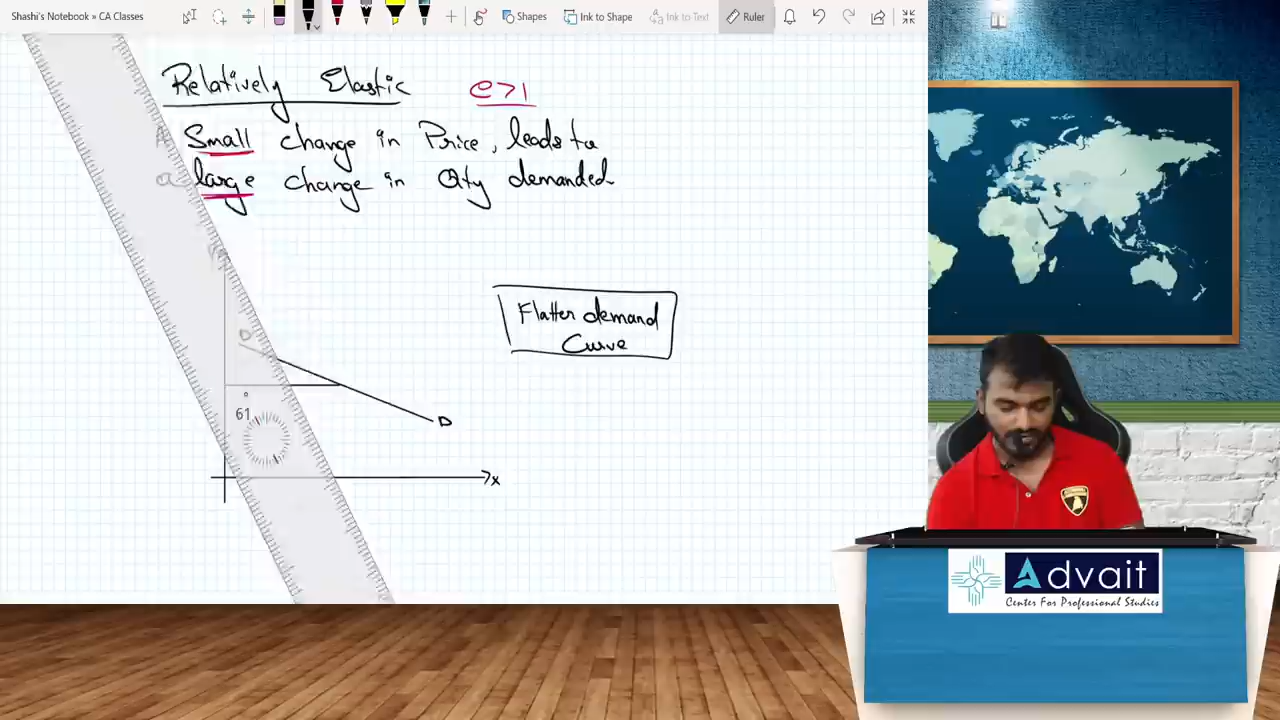 Shashi's Notebook » CA Classes
Shapes
Ink to Shape
Ink to Text
Ruler
Relatively Elastic e>1
A Small change in Price, leads to
a large change in Qty demanded
Flatter demand
Curve
D
61
°
D
X
Advait
Center For Professional Studies